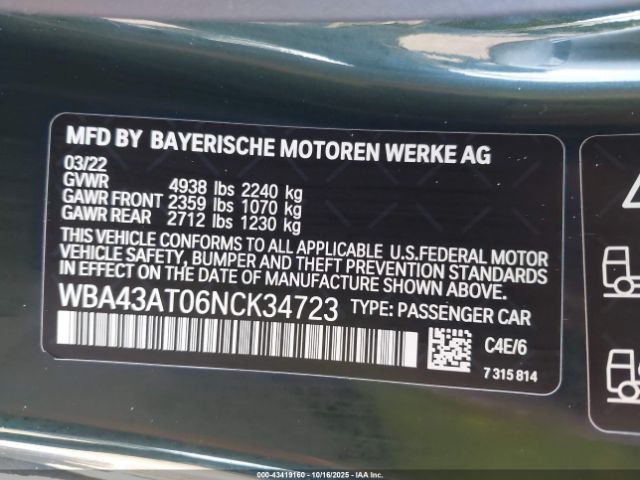 MFD BY BAYERISCHE MOTOREN WERKE AG
03/22
GVWR 4938 lbs 2240 kg
GAWR FRONT 2359 lbs 1070 kg
GAWR REAR 2712 lbs 1230 kg
THIS VEHICLE CONFORMS TO ALL APPLICABLE U.S.FEDERAL MOTOR
VEHICLE SAFETY, BUMPER AND THEFT PREVENTION STANDARDS
IN EFFECT ON THE DATE OF MANUFACTURE SHOWN ABOVE.
WBA43AT06NCK34723 TYPE: PASSENGER CAR
C4E/6
7 315 814
000-43419160 - 10/16/2025 - IAAI.COM